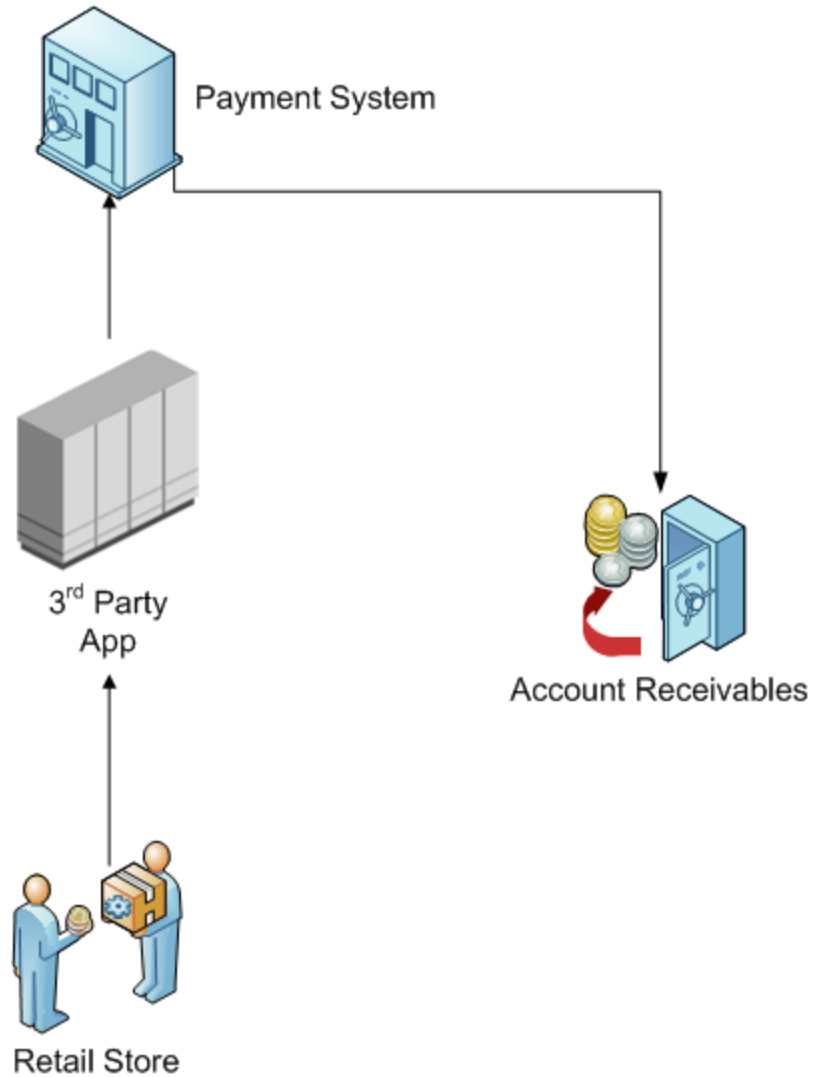 Payment System
3rd Party
App
Account Receivables
Retail Store